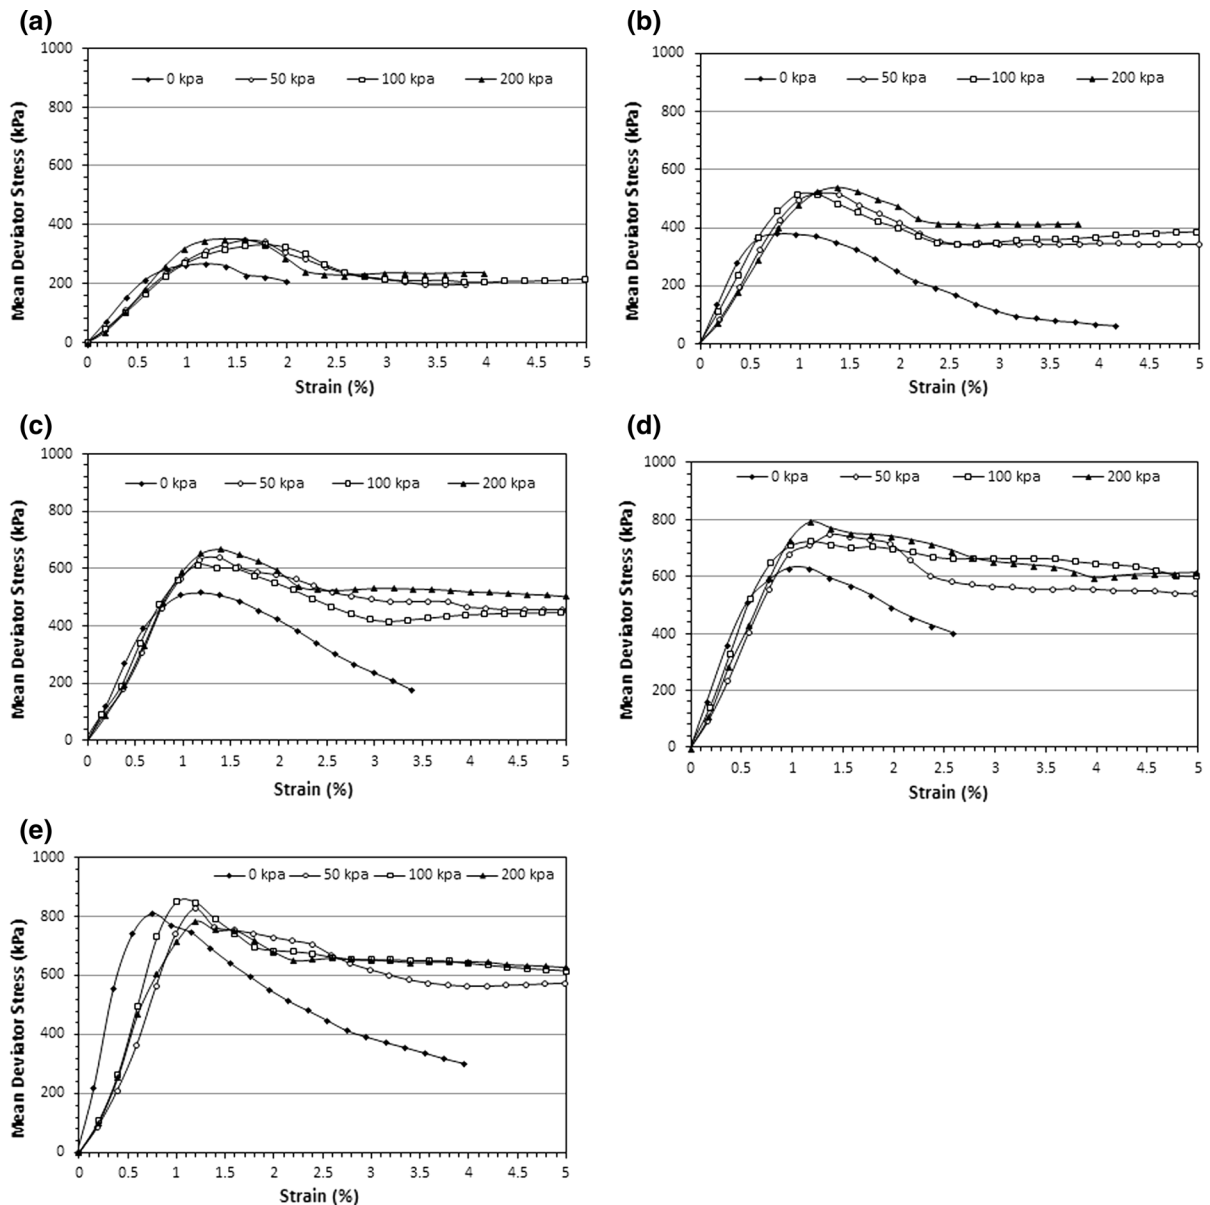 (a)
Mean Deviator Stress (kPa)
1000
800
600
400
200
0
0 kpa 50 kpa 100 kpa 200 kpa
0 0.5 1 1.5 2 2.5 3 3.5 4 4.5 5
Strain (%)
(b)
Mean Deviator Stress (kPa)
1000
800
600
400
200
0
0 kpa 50 kpa 100 kpa 200 kpa
0 0.5 1 1.5 2 2.5 3 3.5 4 4.5 5
Strain (%)
(c)
Mean Deviator Stress (kPa)
1000
800
600
400
200
0
0 kpa 50 kpa 100 kpa 200 kpa
0 0.5 1 1.5 2 2.5 3 3.5 4 4.5 5
Strain (%)
(d)
Mean Deviator Stress (kPa)
1000
800
600
400
200
0
0 kpa 50 kpa 100 kpa 200 kpa
0 0.5 1 1.5 2 2.5 3 3.5 4 4.5 5
Strain (%)
(e)
Mean Deviator Stress (kPa)
1000
800
600
400
200
0
0 kpa 50 kpa 100 kpa 200 kpa
0 0.5 1 1.5 2 2.5 3 3.5 4 4.5 5
Strain (%)